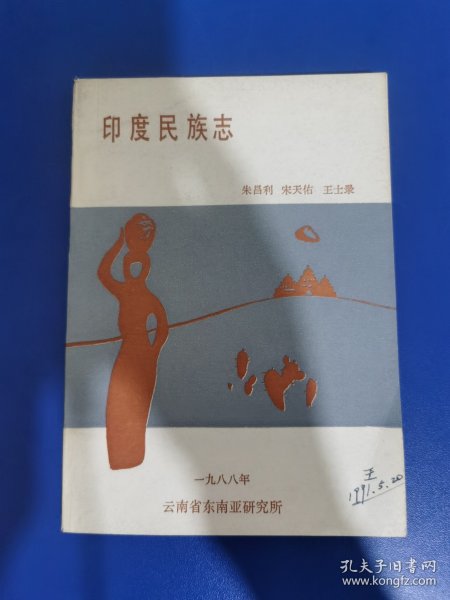 印度民族志
朱昌利 宋天佑 王士录
一九八八年
云南省东南亚研究所
王
1991.5.20
孔夫子旧书网
www.kongfz.com